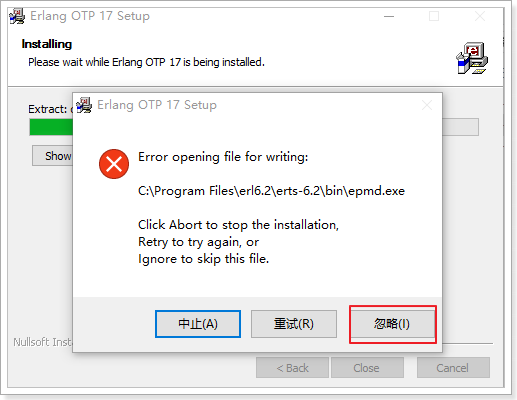 Erlang OTP 17 Setup
Installing
Please wait while Erlang OTP 17 is being installed.
Extract:
Show
Erlang OTP 17 Setup
Error opening file for writing:
C:\Program Files\erl6.2\erts-6.2\bin\epmd.exe
Click Abort to stop the installation,
Retry to try again, or
Ignore to skip this file.
中止(A) 重试(R) 忽略(I)
Nullsoft
< Back Close Cancel